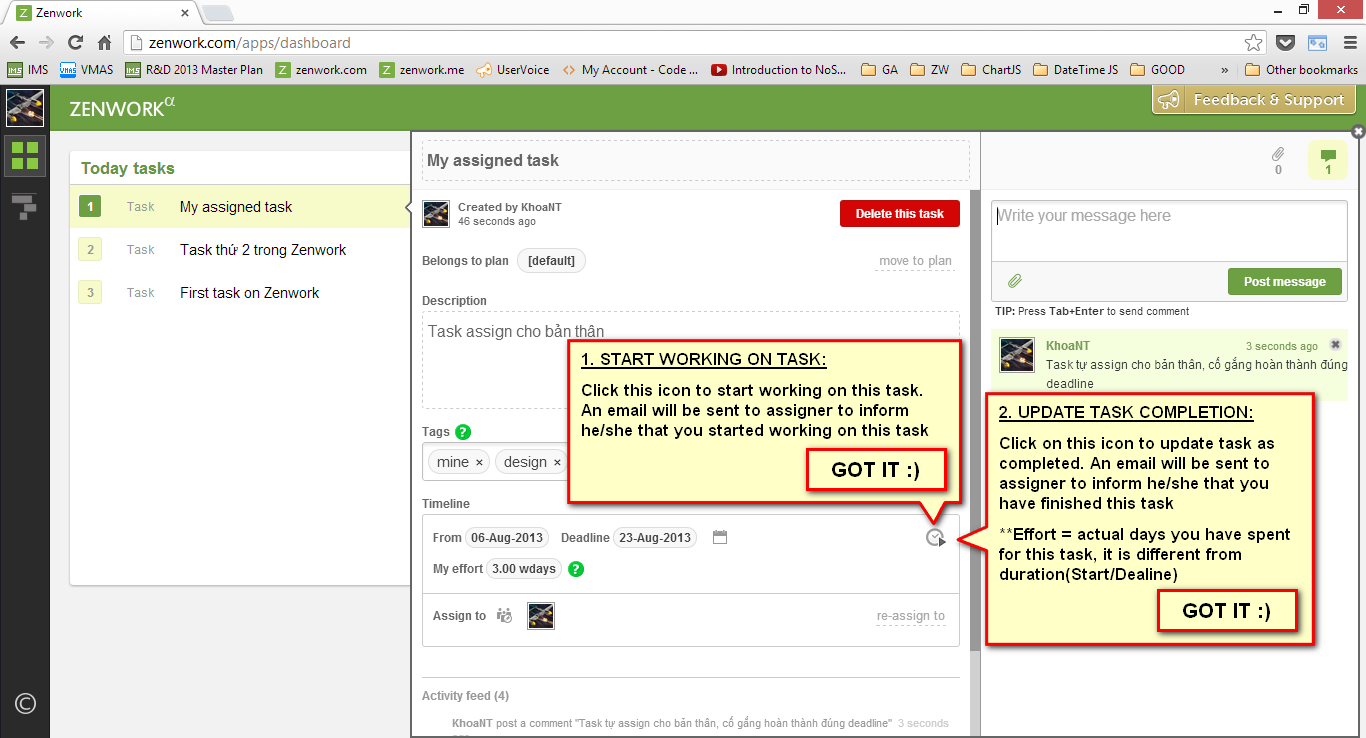 Zenwork
zenwork.com/apps/dashboard
IMS
VMAS
R&D 2013 Master Plan
zenwork.com
zenwork.me
UserVoice
My Account - Code ...
Introduction to NoS...
GA
ZW
ChartJS
DateTime JS
GOOD
»
Other bookmarks
ZENWORKα
Feedback & Support
Today tasks
1 Task My assigned task
2 Task Task thứ 2 trong Zenwork
3 Task First task on Zenwork
My assigned task
Created by KhoaNT
46 seconds ago
Delete this task
Belongs to plan [default] move to plan
Description
Task assign cho bản thân
Tags ?
mine × design ×
Timeline
From 06-Aug-2013 Deadline 23-Aug-2013
My effort 3.00 wdays ?
Assign to re-assign to
Activity feed (4)
KhoaNT post a comment "Task tự assign cho bản thân, cố gắng hoàn thành đúng deadline" 3 seconds
1. START WORKING ON TASK:
Click this icon to start working on this task.
An email will be sent to assigner to inform
he/she that you started working on this task
GOT IT :)
0
1
Write your message here
Post message
TIP: Press Tab+Enter to send comment
KhoaNT 3 seconds ago
Task tự assign cho bản thân, cố gắng hoàn thành đúng
deadline
2. UPDATE TASK COMPLETION:
Click on this icon to update task as
completed. An email will be sent to
assigner to inform he/she that you
have finished this task
**Effort = actual days you have spent
for this task, it is different from
duration(Start/Dealine)
GOT IT :)
©